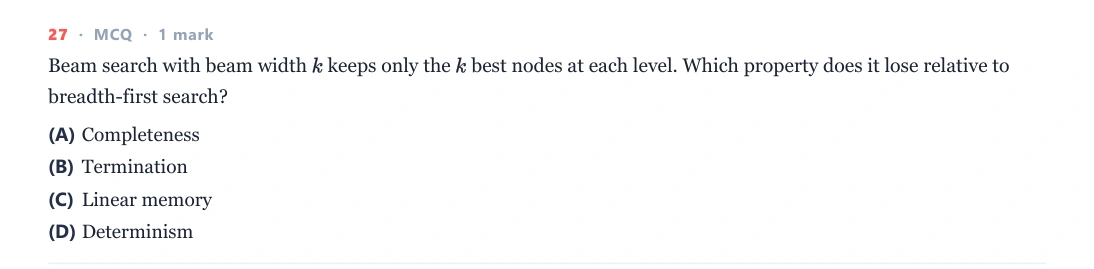 27 · MCQ · 1 mark
Beam search with beam width k keeps only the k best nodes at each level. Which property does it lose relative to
breadth-first search?
(A) Completeness
(B) Termination
(C) Linear memory
(D) Determinism